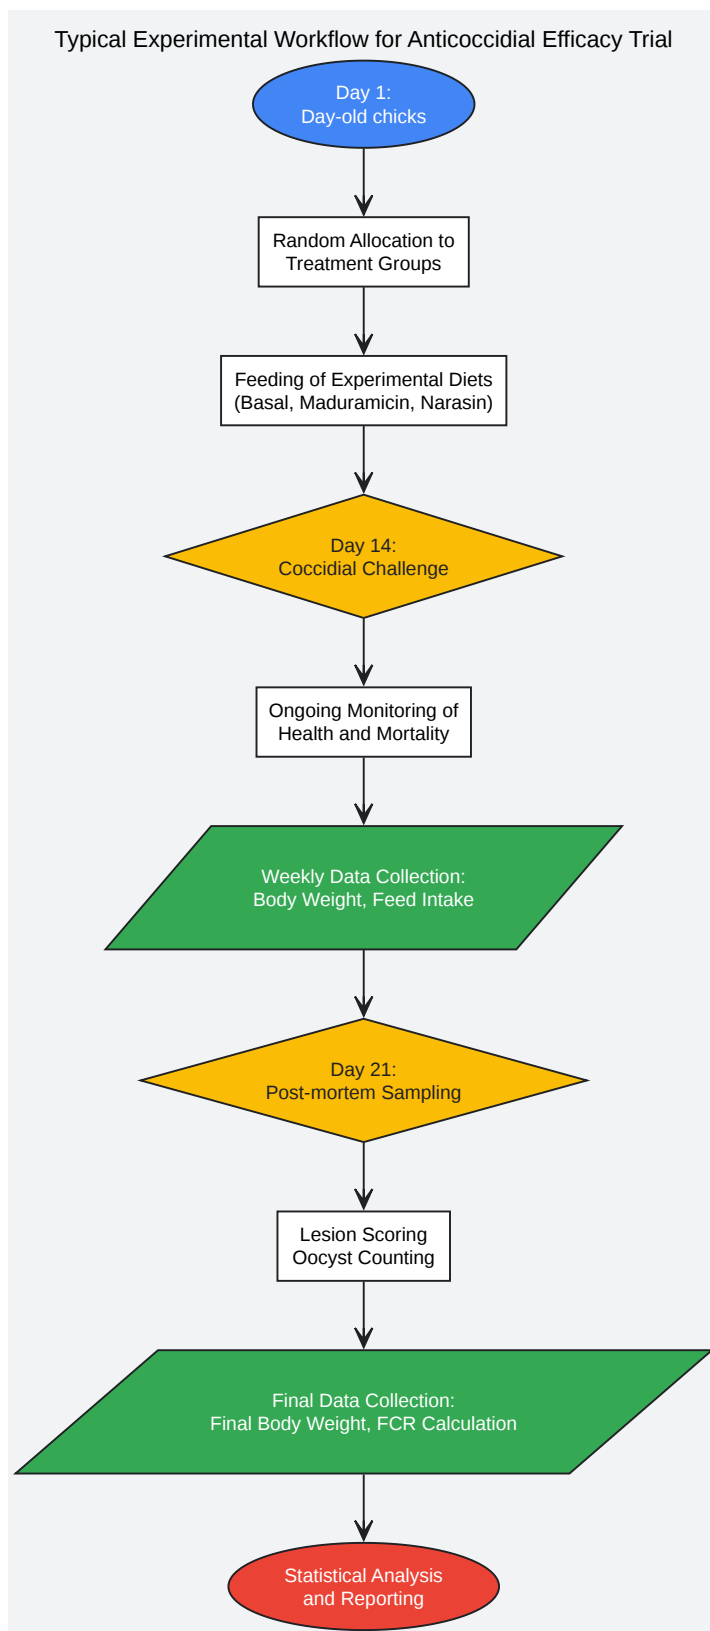 Typical Experimental Workflow for Anticoccidial Efficacy Trial
Day 1:
Day-old chicks
Random Allocation to
Treatment Groups
Feeding of Experimental Diets
(Basal, Maduramicin, Narasin)
Day 14:
Coccidial Challenge
Ongoing Monitoring of
Health and Mortality
Weekly Data Collection:
Body Weight, Feed Intake
Day 21:
Post-mortem Sampling
Lesion Scoring
Oocyst Counting
Final Data Collection:
Final Body Weight, FCR Calculation
Statistical Analysis
and Reporting